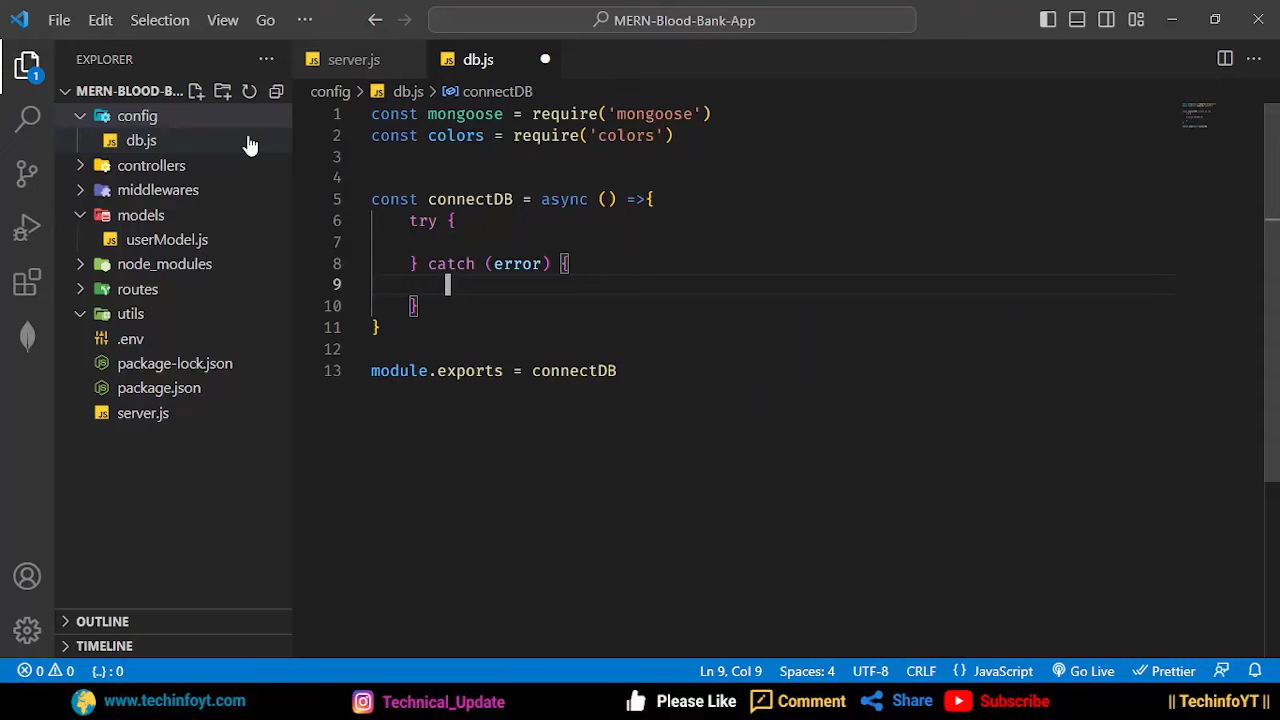 File Edit Selection View Go ··· MERN-Blood-Bank-App
EXPLORER ···
MERN-BLOOD-B...
config
db.js
controllers
middlewares
models
userModel.js
node_modules
routes
utils
.env
package-lock.json
package.json
server.js
OUTLINE
TIMELINE
1
server.js db.js
config > db.js > connectDB
1 const mongoose = require('mongoose')
2 const colors = require('colors')
3
4
5 const connectDB = async () =>{
6 try {
7
8 } catch (error) {
9
10 }
11 }
12
13 module.exports = connectDB
0 0 {..} : 0 Ln 9, Col 9 Spaces: 4 UTF-8 CRLF {} JavaScript Go Live Prettier
www.techinfoyt.com Technical_Update Please Like Comment Share Subscribe || TechinfoYT ||